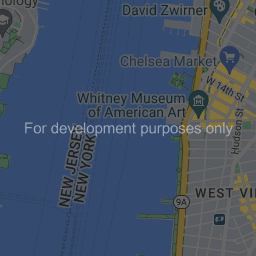 nology
David Zwirner
Chelsea Market
W 14th St
Whitney Museum
of American Art
For development purposes only
Hudson St
NEW JERSEY
NEW YORK
WEST VI
9A